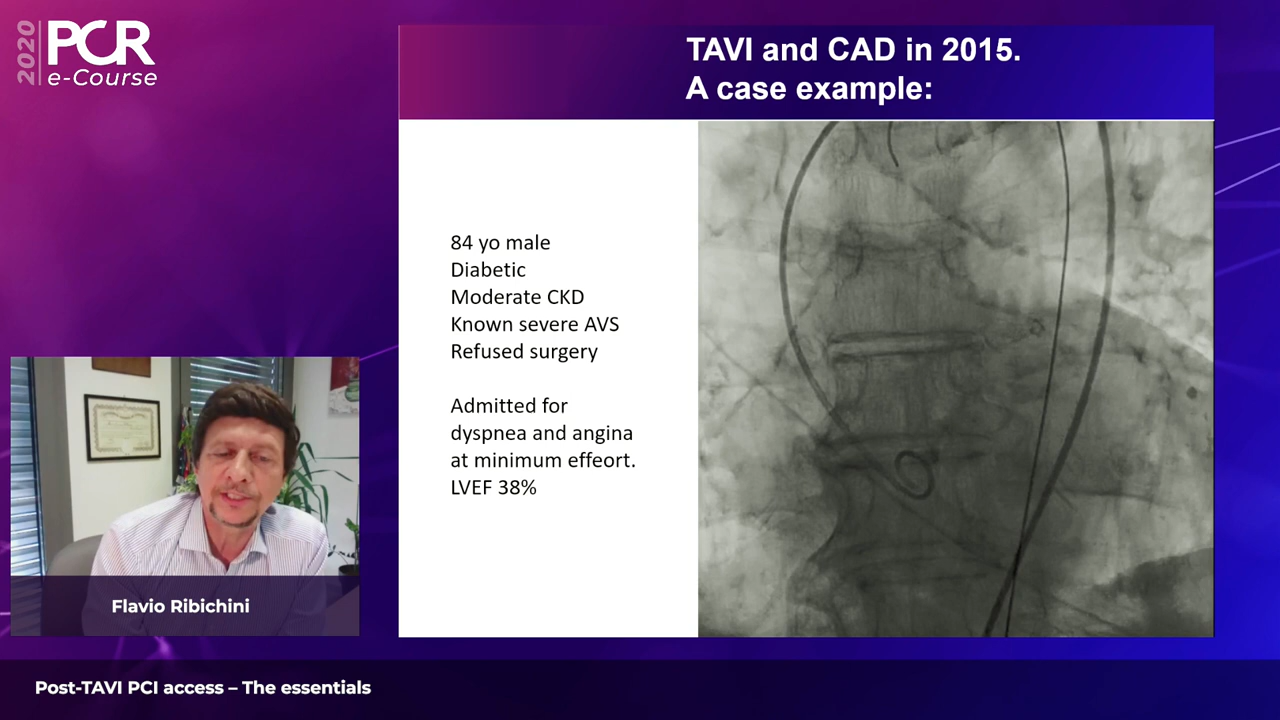 2020
PCR
e-Course
TAVI and CAD in 2015.
A case example:
84 yo male
Diabetic
Moderate CKD
Known severe AVS
Refused surgery
Admitted for
dyspnea and angina
at minimum effeort.
LVEF 38%
Flavio Ribichini
Post-TAVI PCI access – The essentials